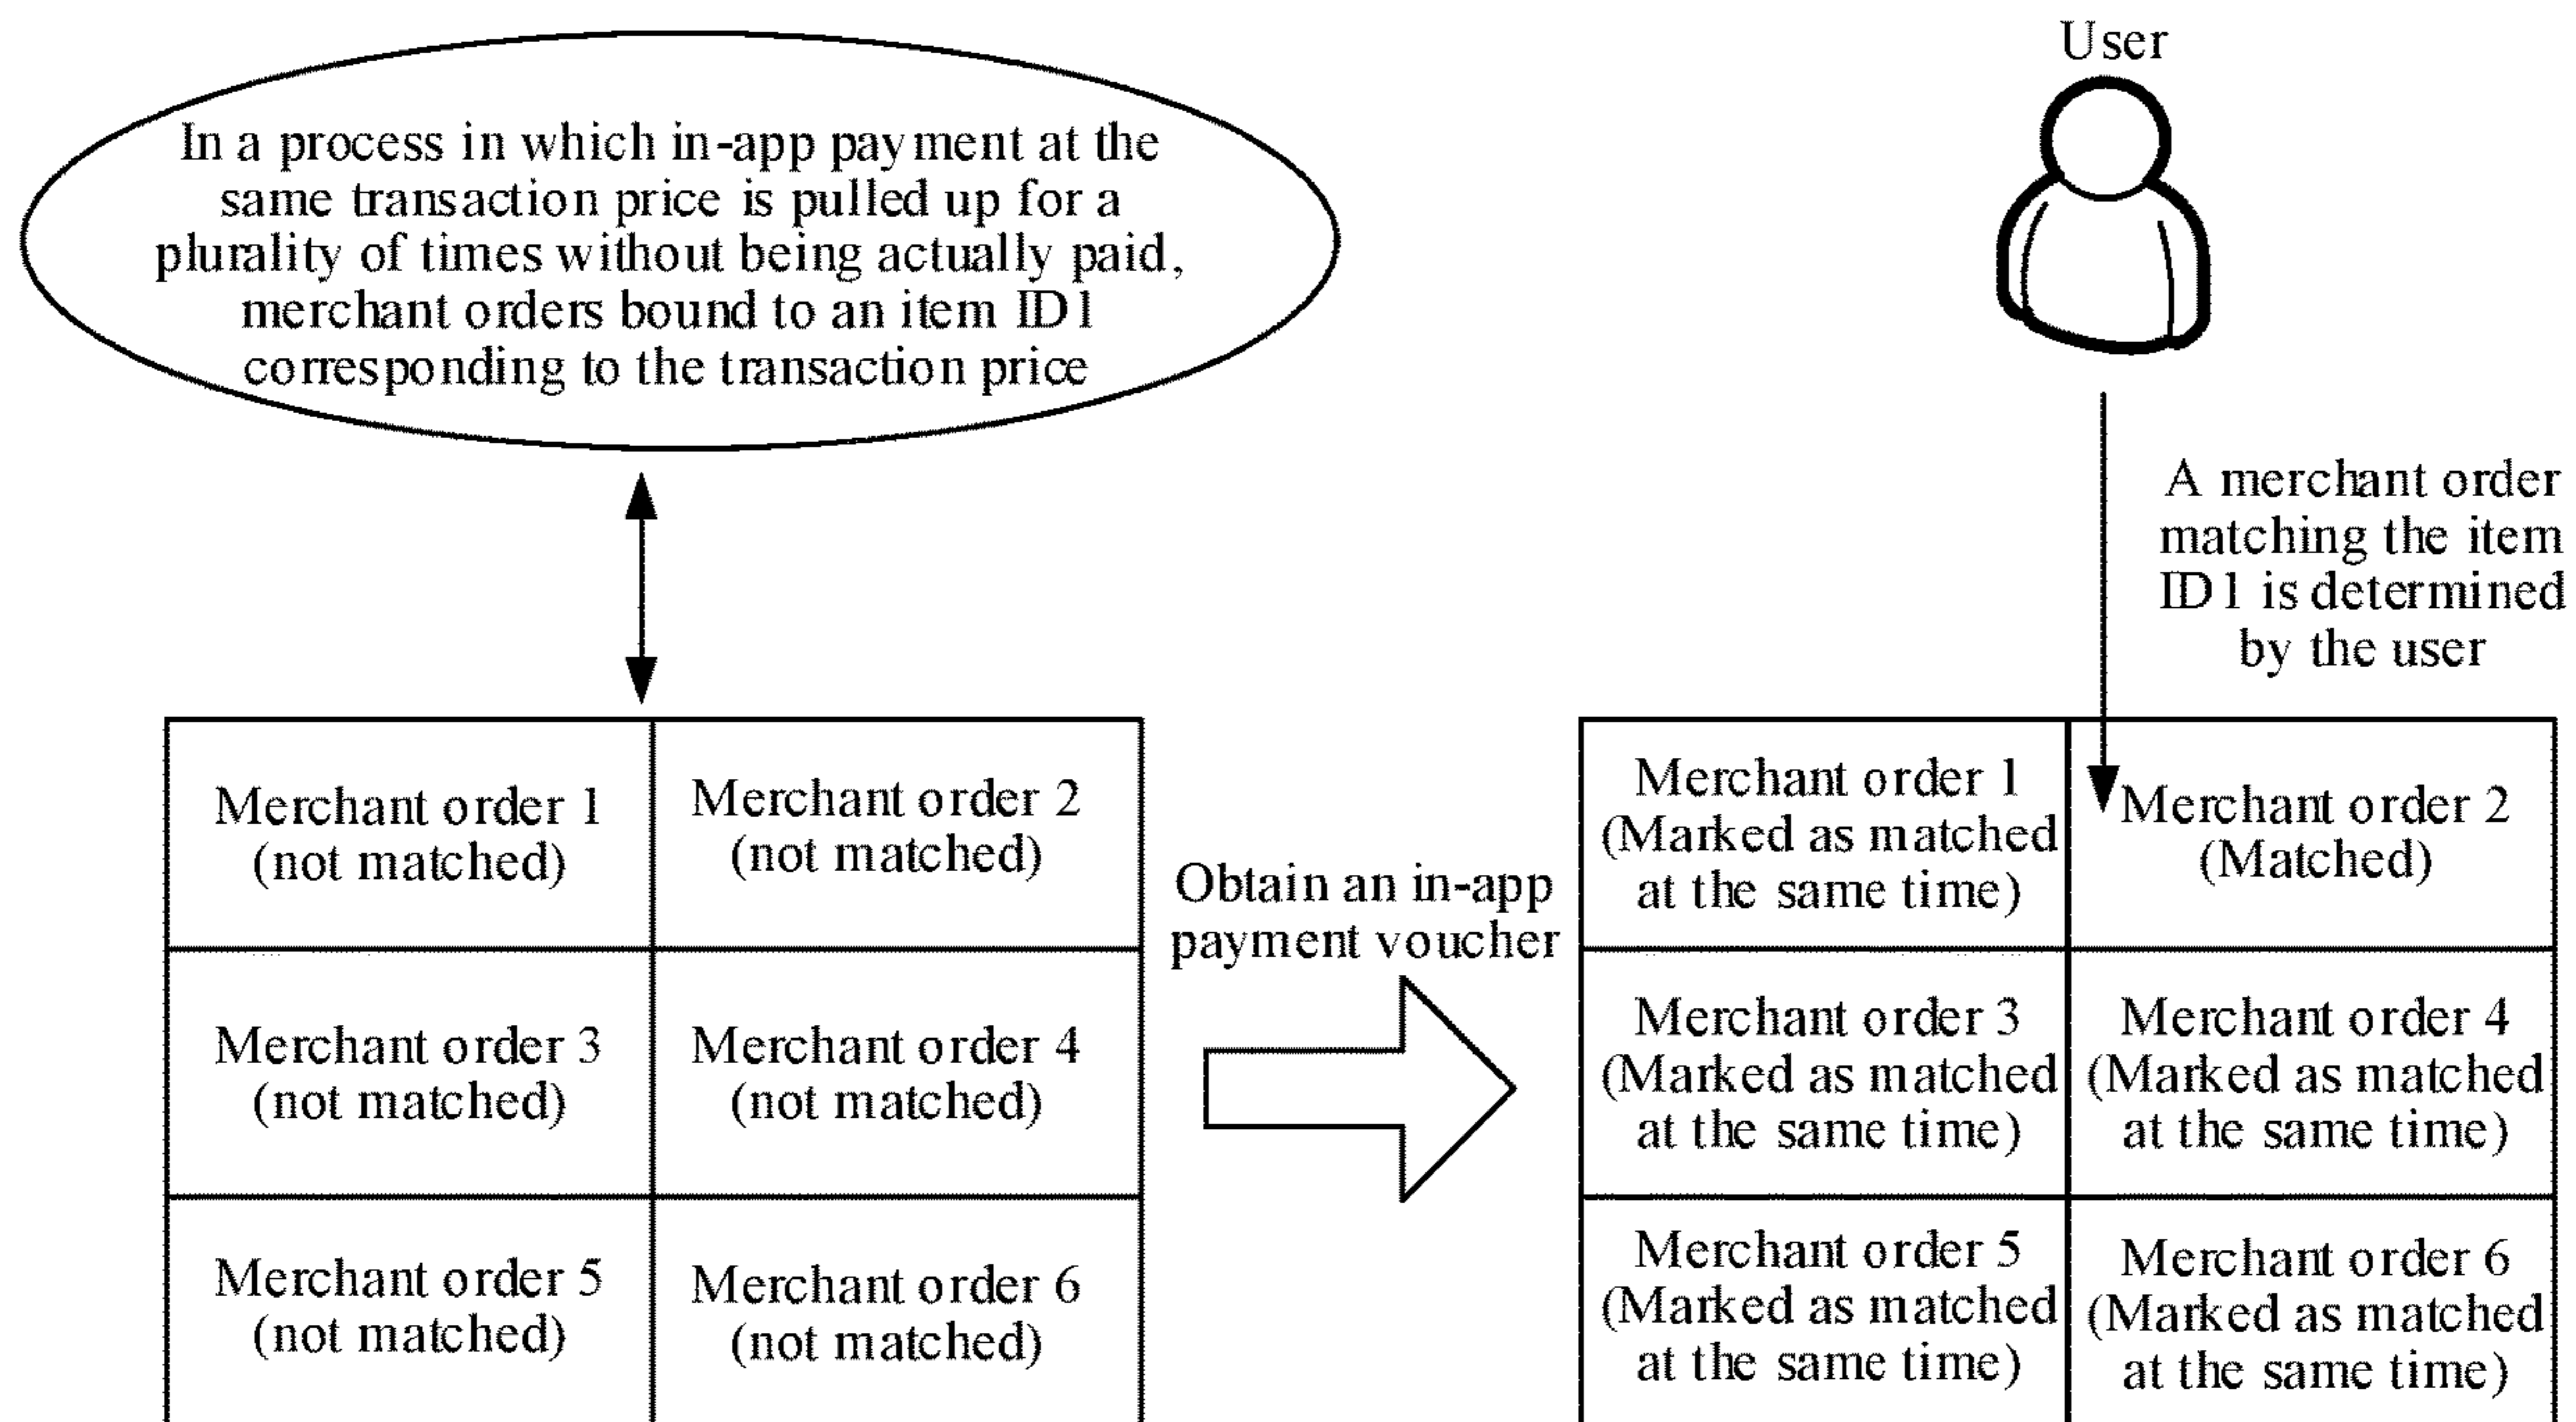 In a process in which in-app payment at the
same transaction price is pulled up for a
plurality of times without being actually paid,
merchant orders bound to an item ID1
corresponding to the transaction price
User
A merchant order
matching the item
ID1 is determined
by the user
Merchant order 1
(not matched)
Merchant order 2
(not matched)
Merchant order 3
(not matched)
Merchant order 4
(not matched)
Merchant order 5
(not matched)
Merchant order 6
(not matched)
Obtain an in-app
payment voucher
Merchant order 1
(Marked as matched
at the same time)
Merchant order 2
(Matched)
Merchant order 3
(Marked as matched
at the same time)
Merchant order 4
(Marked as matched
at the same time)
Merchant order 5
(Marked as matched
at the same time)
Merchant order 6
(Marked as matched
at the same time)